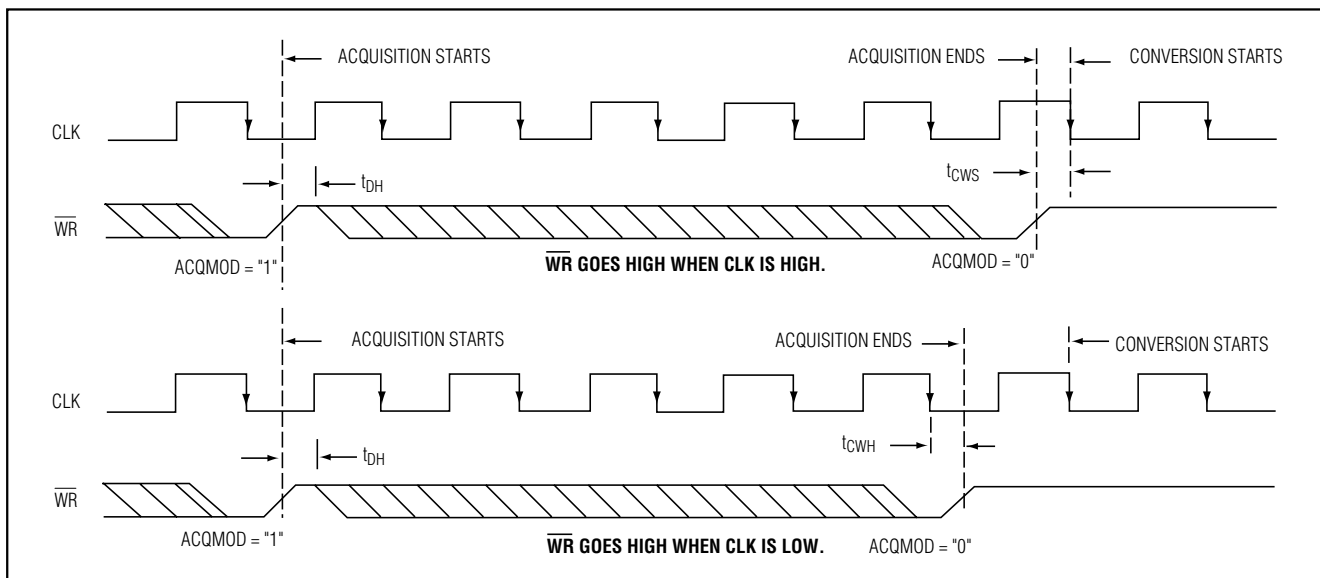 ACQUISITION STARTS
ACQUISITION ENDS
CONVERSION STARTS
CLK
tDH
tCWS
WR
ACQMOD = "1"
WR GOES HIGH WHEN CLK IS HIGH.
ACQMOD = "0"
ACQUISITION STARTS
ACQUISITION ENDS
CONVERSION STARTS
CLK
tDH
tCWH
WR
ACQMOD = "1"
WR GOES HIGH WHEN CLK IS LOW.
ACQMOD = "0"